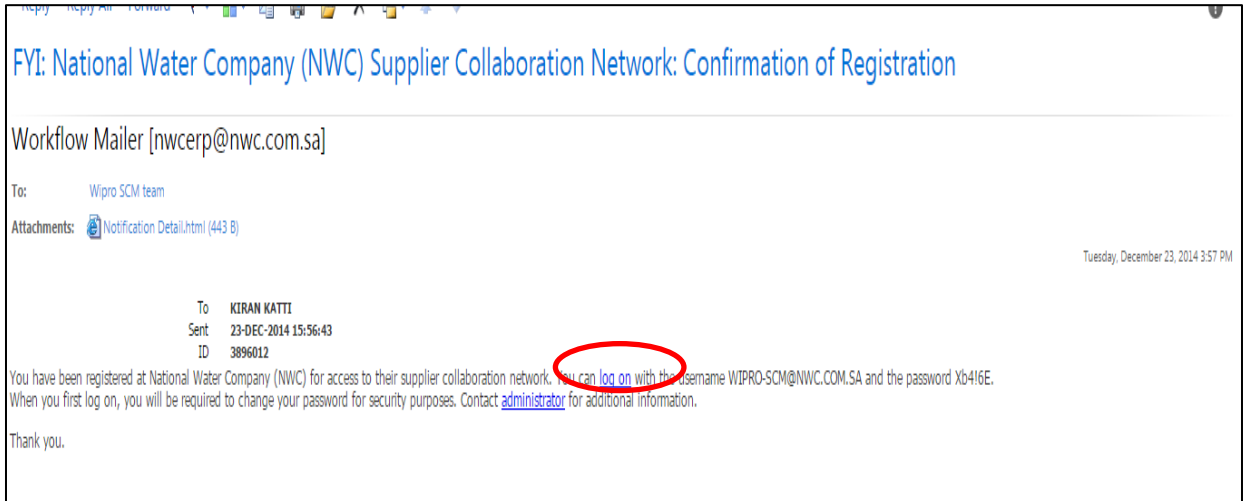 Reply Reply All Forward
FYI: National Water Company (NWC) Supplier Collaboration Network: Confirmation of Registration
Workflow Mailer [nwcerp@nwc.com.sa]
To: Wipro SCM team
Attachments: Notification Detail.html (443 B)
Tuesday, December 23, 2014 3:57 PM
To KIRAN KATTI
Sent 23-DEC-2014 15:56:43
ID 3896012
You have been registered at National Water Company (NWC) for access to their supplier collaboration network. You can log on with the username WIPRO-SCM@NWC.COM.SA and the password Xb4!6E.
When you first log on, you will be required to change your password for security purposes. Contact administrator for additional information.
Thank you.